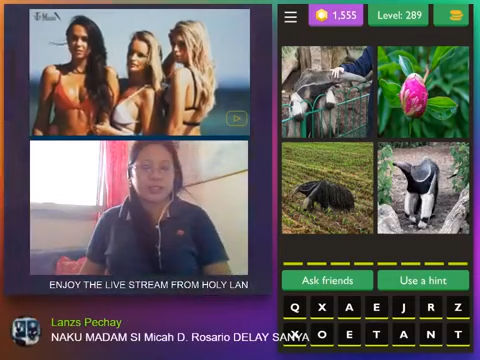 1,555
Level: 289
ENJOY THE LIVE STREAM FROM HOLY LAN
Ask friends
Use a hint
Q X A E J R Z
X O E T A N T
Lanzs Pechay
NAKU MADAM SI Micah D. Rosario DELAY SANYA